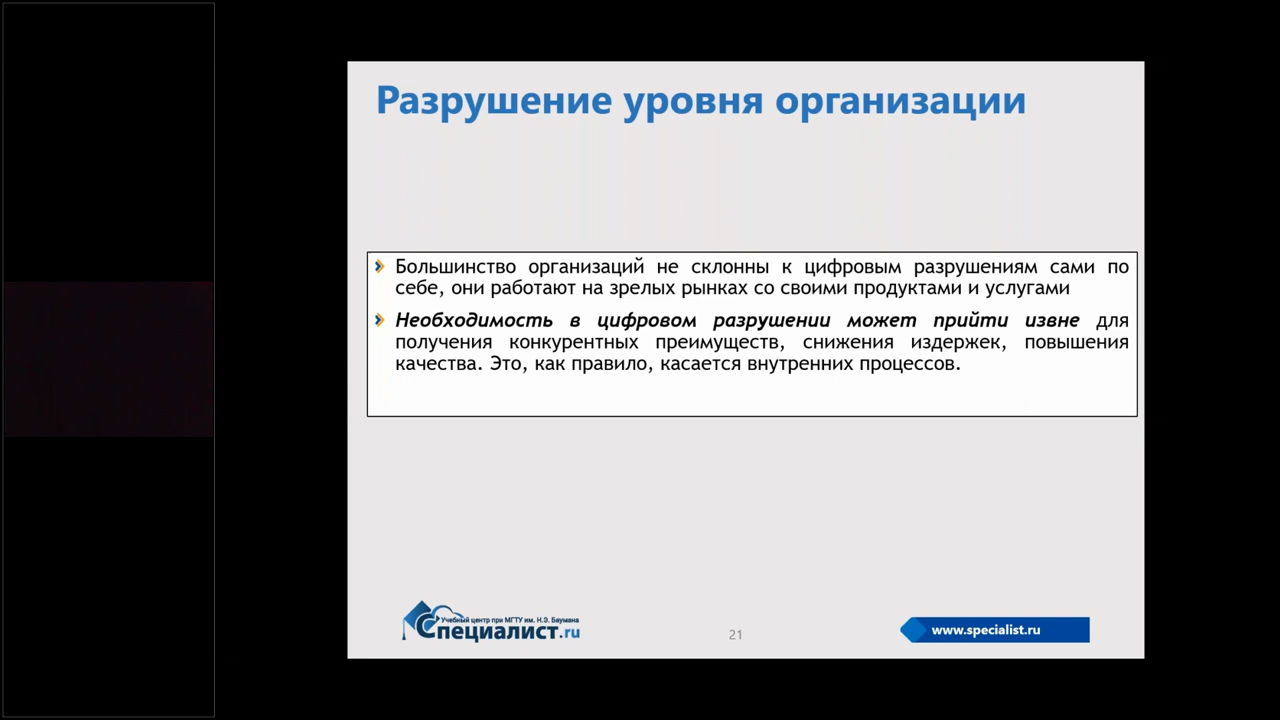 Разрушение уровня организации
Большинство организаций не склонны к цифровым разрушениям сами по
себе, они работают на зрелых рынках со своими продуктами и услугами
Необходимость в цифровом разрушении может прийти извне для
получения конкурентных преимуществ, снижения издержек, повышения
качества. Это, как правило, касается внутренних процессов.
Учебный центр при МГТУ им. Н.Э. Баумана
Специалист.ru
21
www.specialist.ru